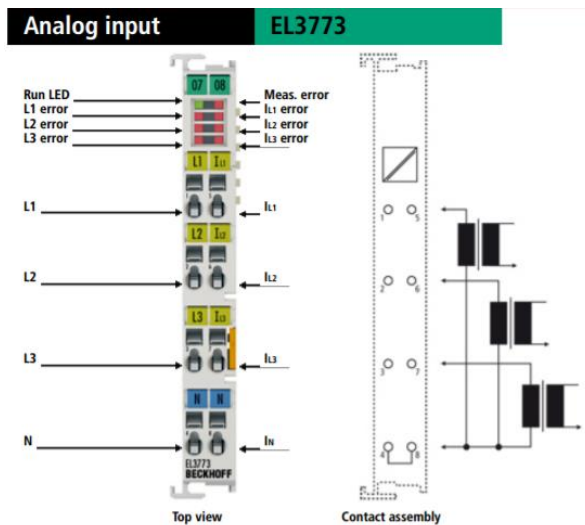 Analog input EL3773
07 08
Run LED
L1 error
L2 error
L3 error
Meas. error
IL1 error
IL2 error
IL3 error
L1 IL1
L1
IL1
L2 IL2
L2
IL2
L3 IL3
L3
IL3
N N
N
IN
EL3773
BECKHOFF
1 5
2 6
3 7
4 8
Top view
Contact assembly